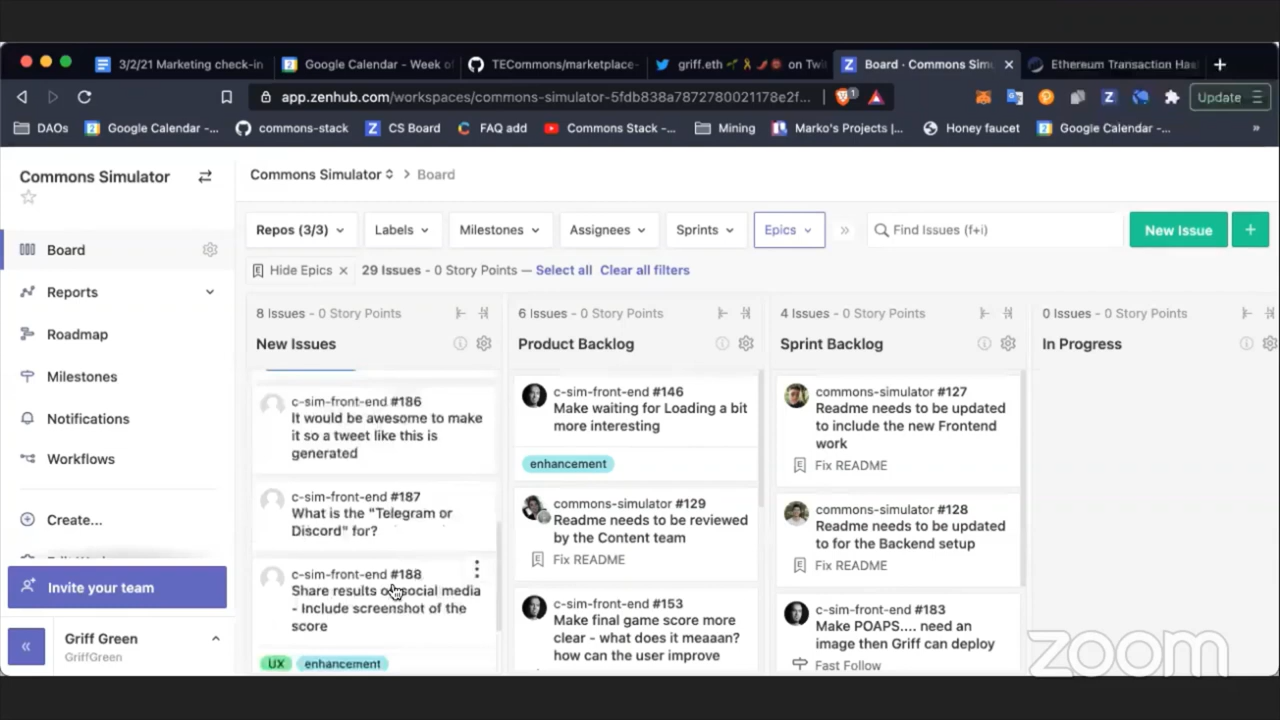 3/2/21 Marketing check-in
Google Calendar - Week of
TECommons/marketplace-
griff.eth
on Twi
Board · Commons Simu
Ethereum Transaction Has
app.zenhub.com/workspaces/commons-simulator-5fdb838a7872780021178e2f...
1
Update
DAOs
Google Calendar -...
commons-stack
CS Board
FAQ add
Commons Stack -...
Mining
Marko's Projects |...
Honey faucet
Google Calendar -...
»
Commons Simulator
Commons Simulator > Board
Board
Reports
Roadmap
Milestones
Notifications
Workflows
Create...
Invite your team
Griff Green
GriffGreen
«
Repos (3/3)
Labels
Milestones
Assignees
Sprints
Epics
»
Find Issues (f+i)
New Issue
+
Hide Epics ×
29 Issues - 0 Story Points — Select all Clear all filters
8 Issues - 0 Story Points
New Issues
c-sim-front-end #186
It would be awesome to make
it so a tweet like this is
generated
c-sim-front-end #187
What is the "Telegram or
Discord" for?
c-sim-front-end #188
Share results on social media
- Include screenshot of the
score
UX enhancement
6 Issues - 0 Story Points
Product Backlog
c-sim-front-end #146
Make waiting for Loading a bit
more interesting
enhancement
commons-simulator #129
Readme needs to be reviewed
by the Content team
Fix README
c-sim-front-end #153
Make final game score more
clear - what does it meaaan?
how can the user improve
4 Issues - 0 Story Points
Sprint Backlog
commons-simulator #127
Readme needs to be updated
to include the new Frontend
work
Fix README
commons-simulator #128
Readme needs to be updated
to for the Backend setup
Fix README
c-sim-front-end #183
Make POAPS.... need an
image then Griff can deploy
Fast Follow
0 Issues - 0 Story Points
In Progress
zoom